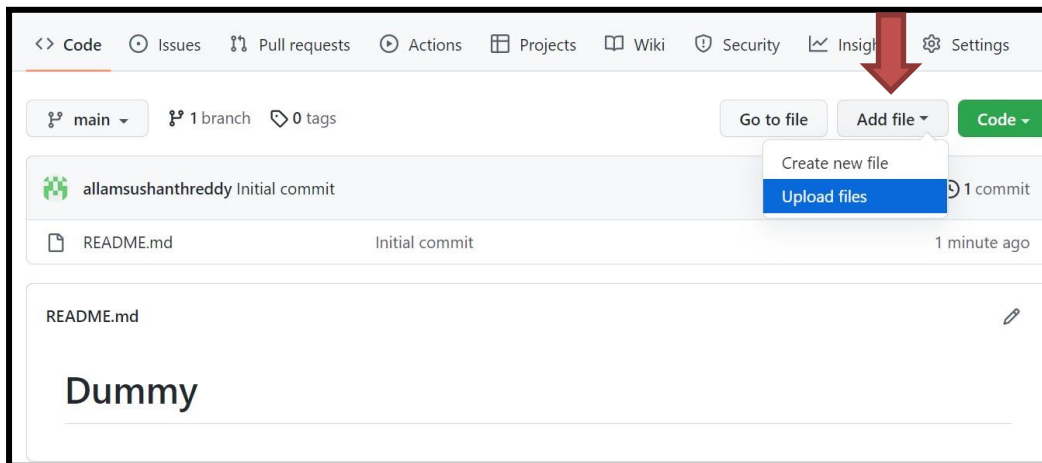 <> Code Issues Pull requests Actions Projects Wiki Security Insigh Settings
main 1 branch 0 tags Go to file Add file Code
Create new file
allamsushanthreddy Initial commit 1 commit
Upload files
README.md Initial commit 1 minute ago
README.md
Dummy